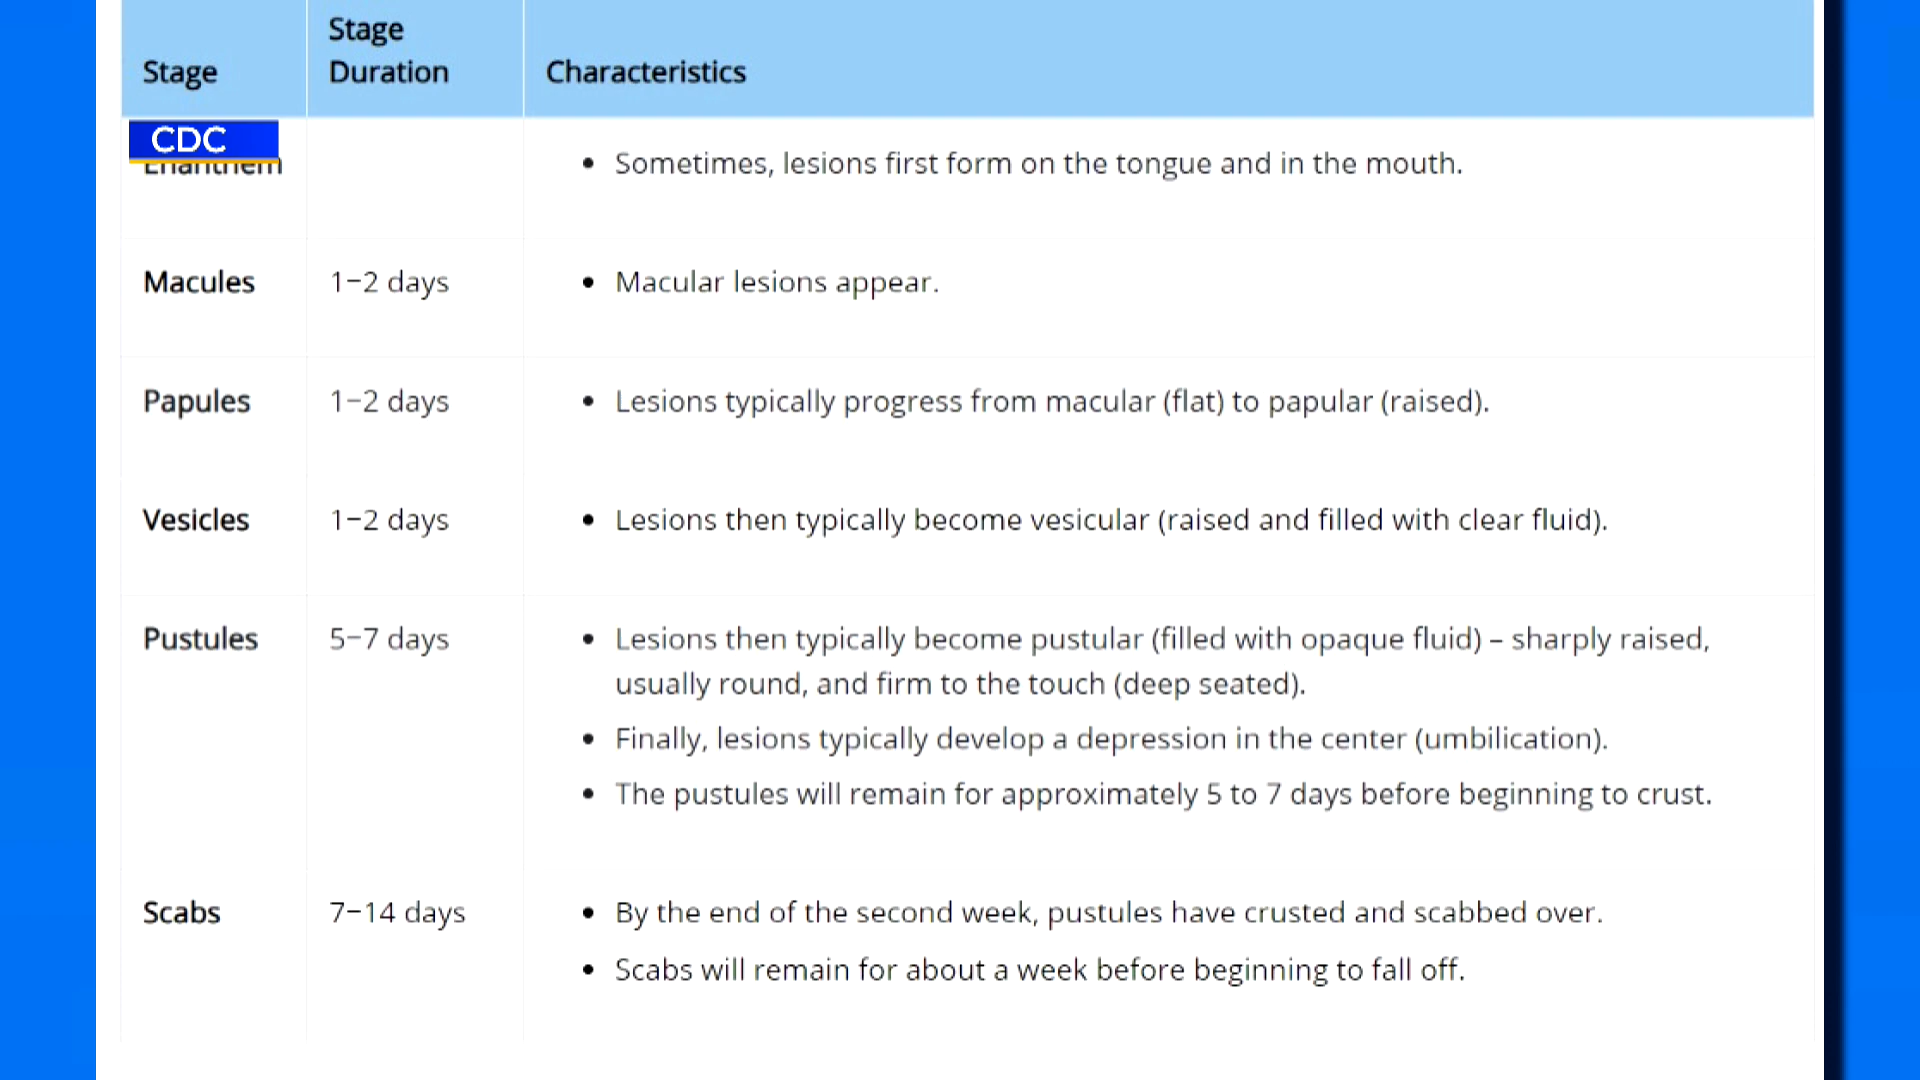 Stage
Stage Duration
Characteristics
CDC
Enanthem
• Sometimes, lesions first form on the tongue and in the mouth.
Macules
1–2 days
• Macular lesions appear.
Papules
1–2 days
• Lesions typically progress from macular (flat) to papular (raised).
Vesicles
1–2 days
• Lesions then typically become vesicular (raised and filled with clear fluid).
Pustules
5–7 days
• Lesions then typically become pustular (filled with opaque fluid) – sharply raised,
usually round, and firm to the touch (deep seated).
• Finally, lesions typically develop a depression in the center (umbilication).
• The pustules will remain for approximately 5 to 7 days before beginning to crust.
Scabs
7–14 days
• By the end of the second week, pustules have crusted and scabbed over.
• Scabs will remain for about a week before beginning to fall off.